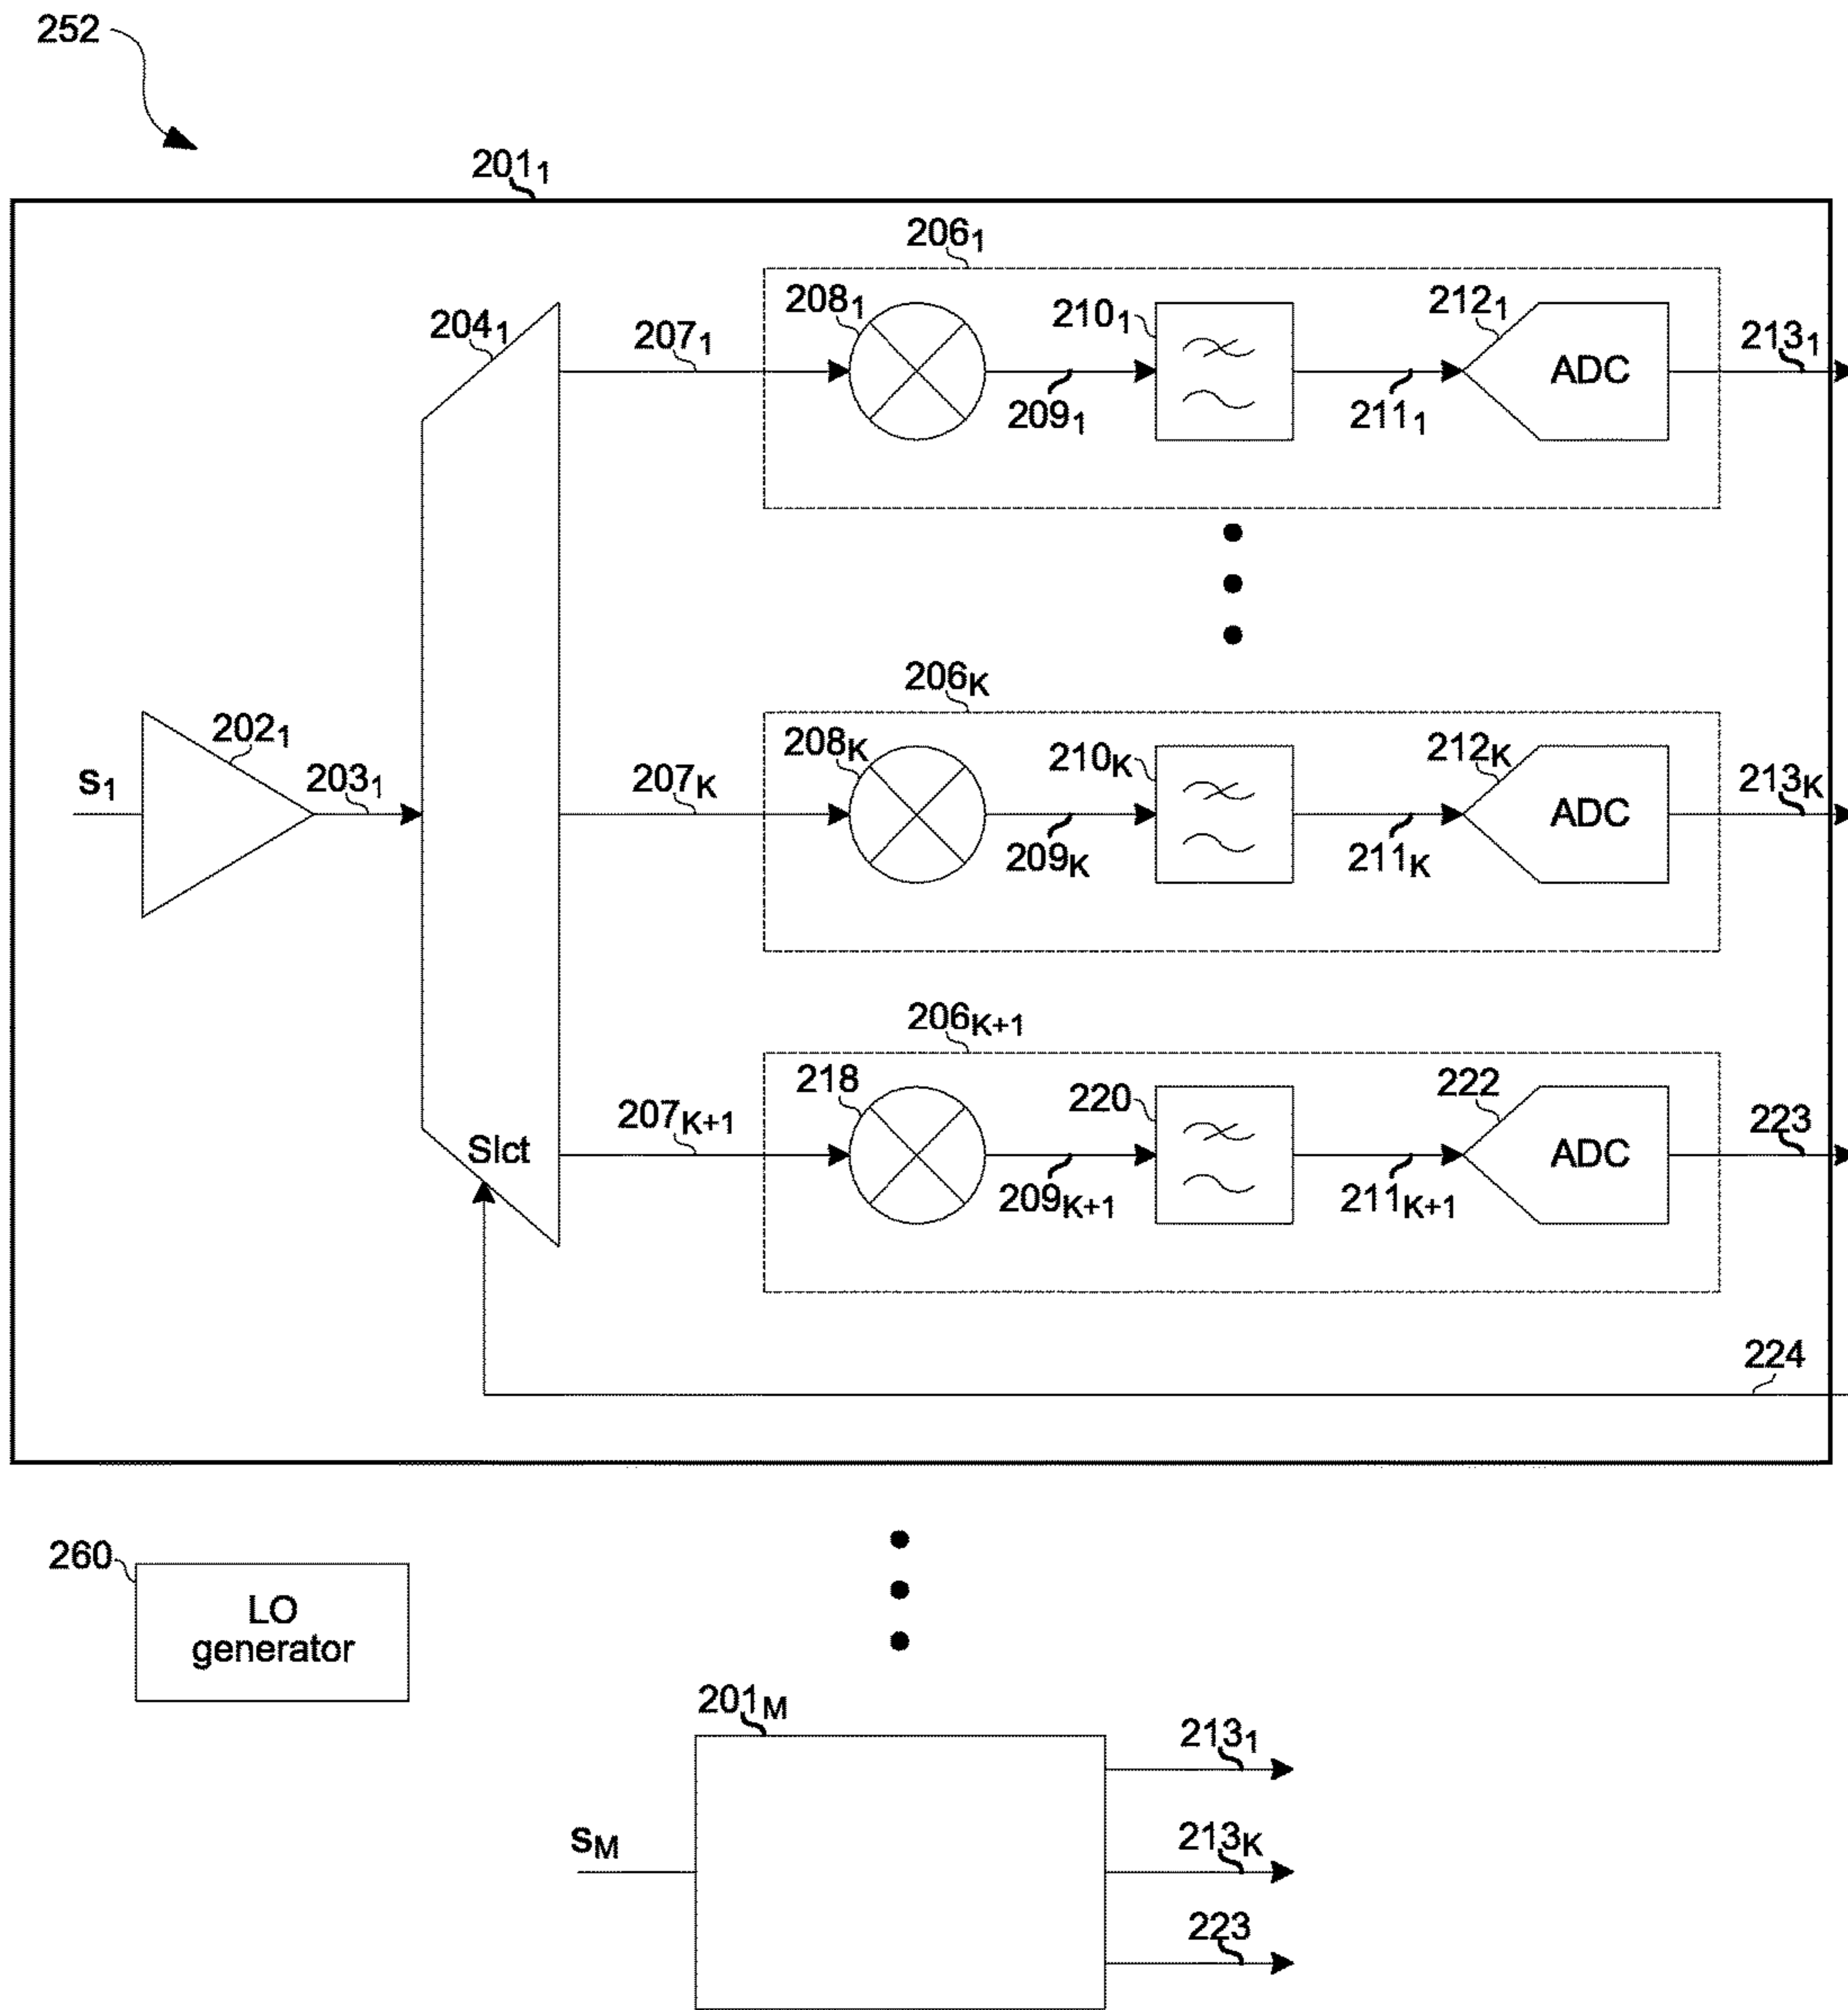 252
201₁
206₁
204₁
207₁
208₁
209₁
210₁
211₁
212₁
ADC
213₁
S₁
202₁
203₁
206K
207K
208K
209K
210K
211K
212K
ADC
213K
206K+1
Slct
207K+1
218
209K+1
220
211K+1
222
ADC
223
224
260
LO
generator
201M
SM
213₁
213K
223